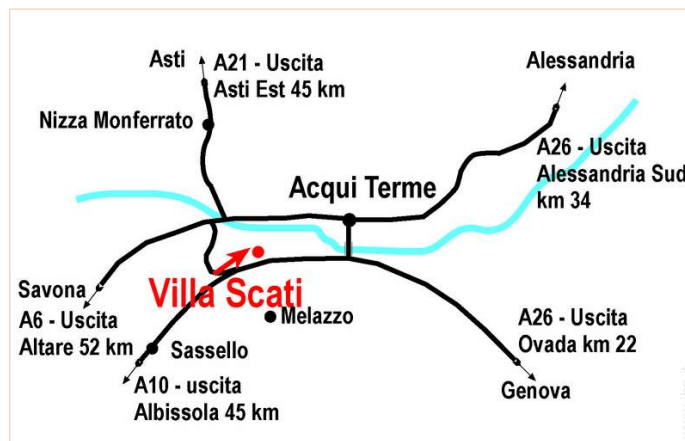 Asti
A21 - Uscita
Asti Est 45 km
Alessandria
Nizza Monferrato
A26 - Uscita
Alessandria Sud
km 34
Acqui Terme
Villa Scati
Savona
A6 - Uscita
Altare 52 km
Melazzo
Sassello
A10 - uscita
Albissola 45 km
A26 - Uscita
Ovada km 22
Genova